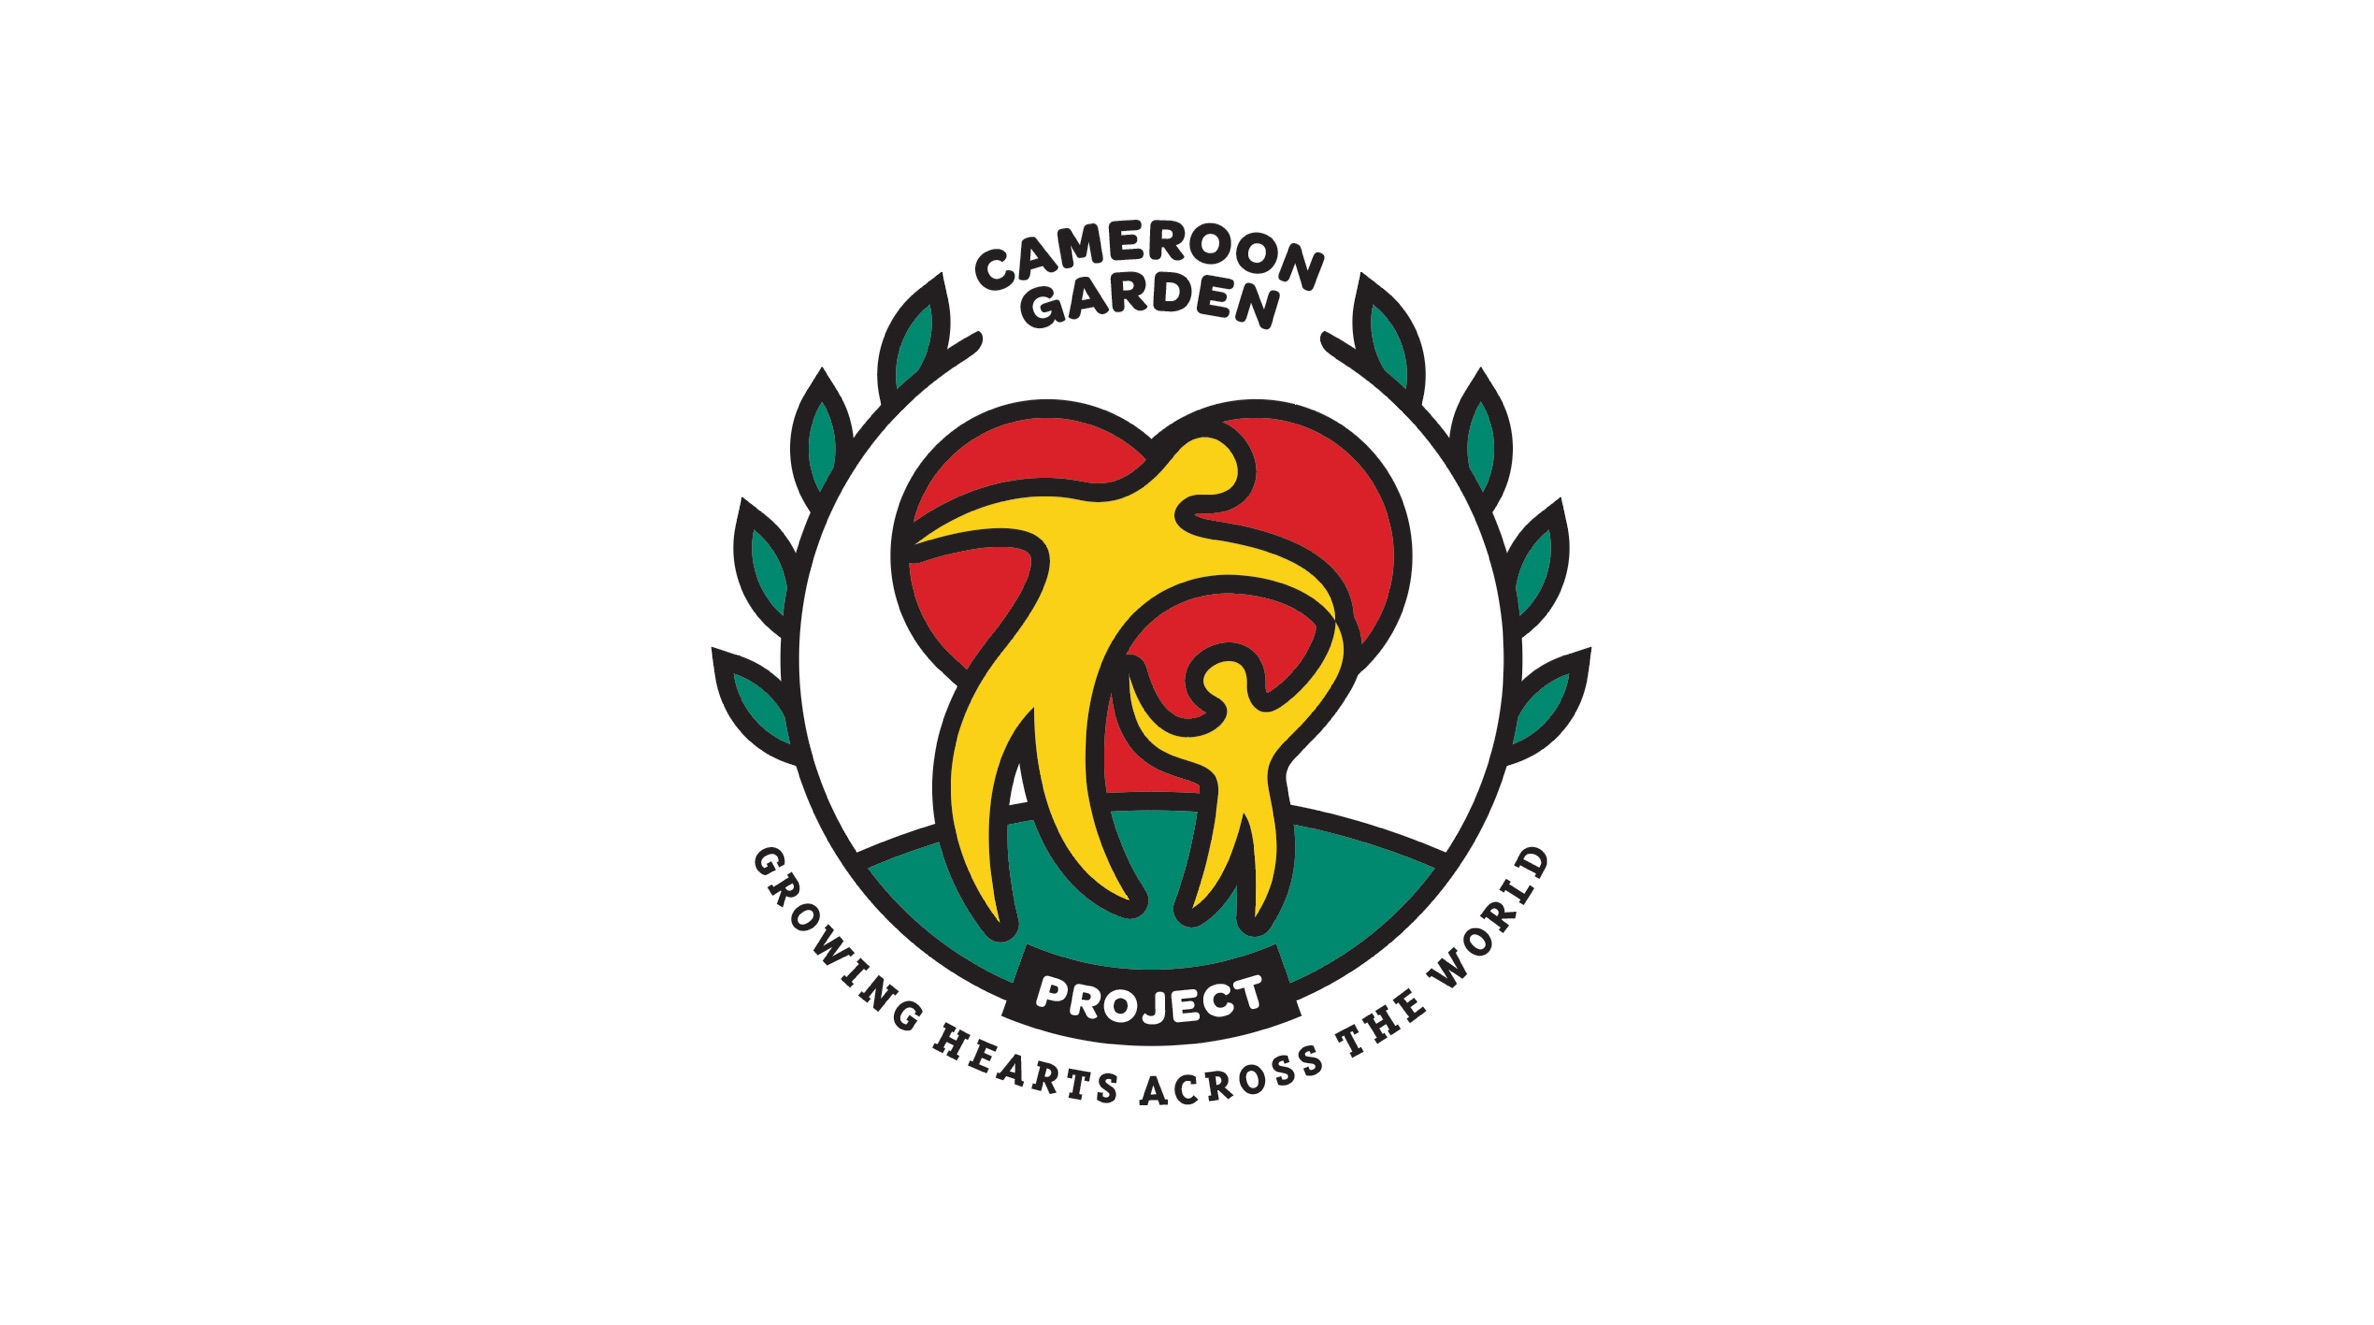 CAMEROON
GARDEN
PROJECT
GROWING HEARTS ACROSS THE WORLD